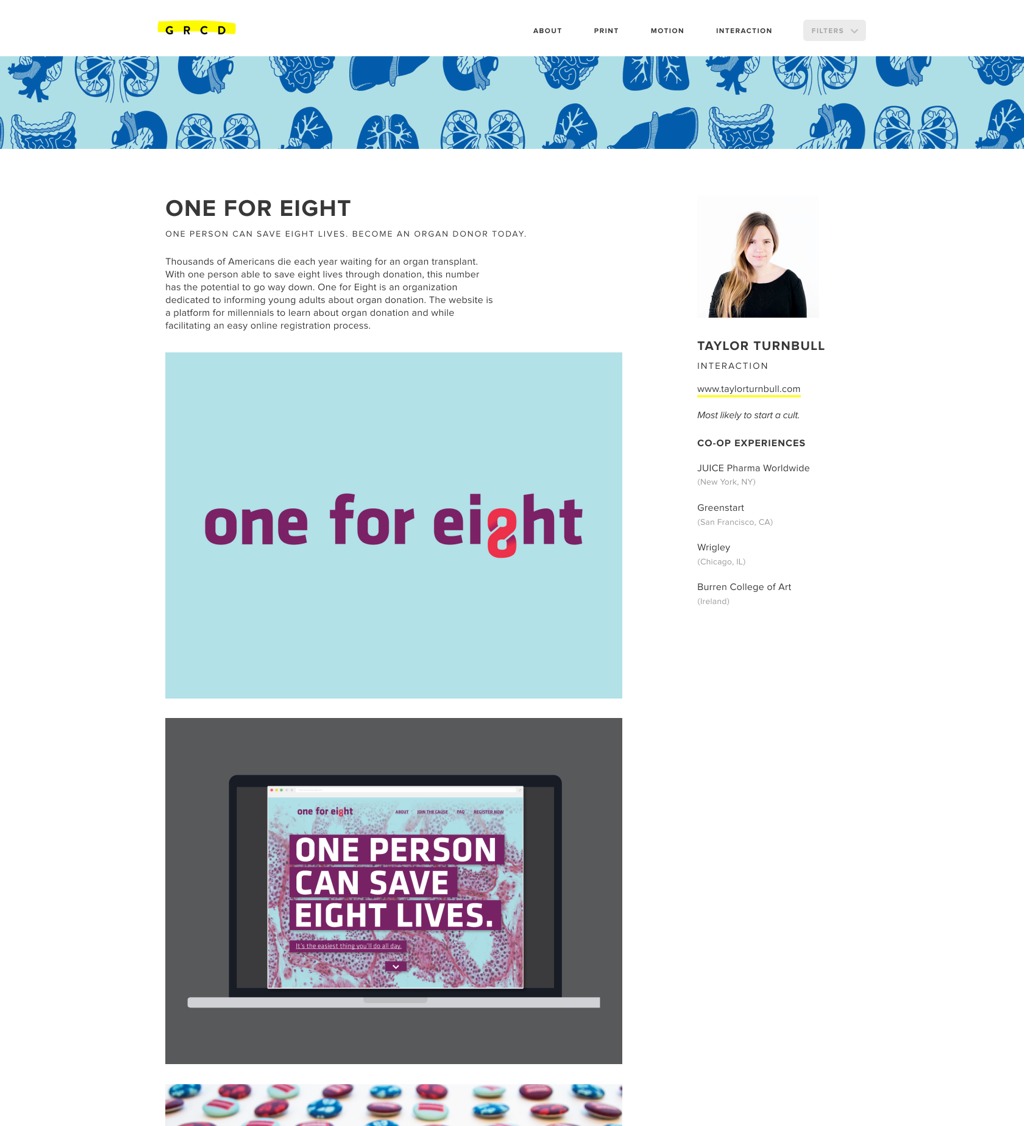 GRCD
ABOUT
PRINT
MOTION
INTERACTION
FILTERS
ONE FOR EIGHT
ONE PERSON CAN SAVE EIGHT LIVES. BECOME AN ORGAN DONOR TODAY.
Thousands of Americans die each year waiting for an organ transplant.
With one person able to save eight lives through donation, this number
has the potential to go way down. One for Eight is an organization
dedicated to informing young adults about organ donation. The website is
a platform for millennials to learn about organ donation and while
facilitating an easy online registration process.
one for ei8ht
one for ei8ht
ABOUT
JOIN THE CAUSE
FAQ
REGISTER NOW
ONE PERSON
CAN SAVE
EIGHT LIVES.
It's the easiest thing you'll do all day.
TAYLOR TURNBULL
INTERACTION
www.taylorturnbull.com
Most likely to start a cult.
CO-OP EXPERIENCES
JUICE Pharma Worldwide
(New York, NY)
Greenstart
(San Francisco, CA)
Wrigley
(Chicago, IL)
Burren College of Art
(Ireland)